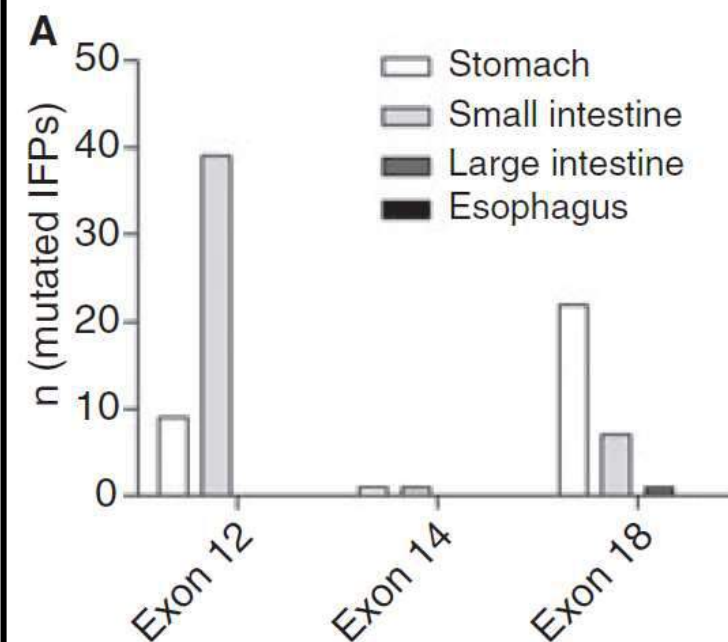 A
n (mutated IFPs)
50
40
30
20
10
0
Stomach
Small intestine
Large intestine
Esophagus
Exon 12
Exon 14
Exon 18